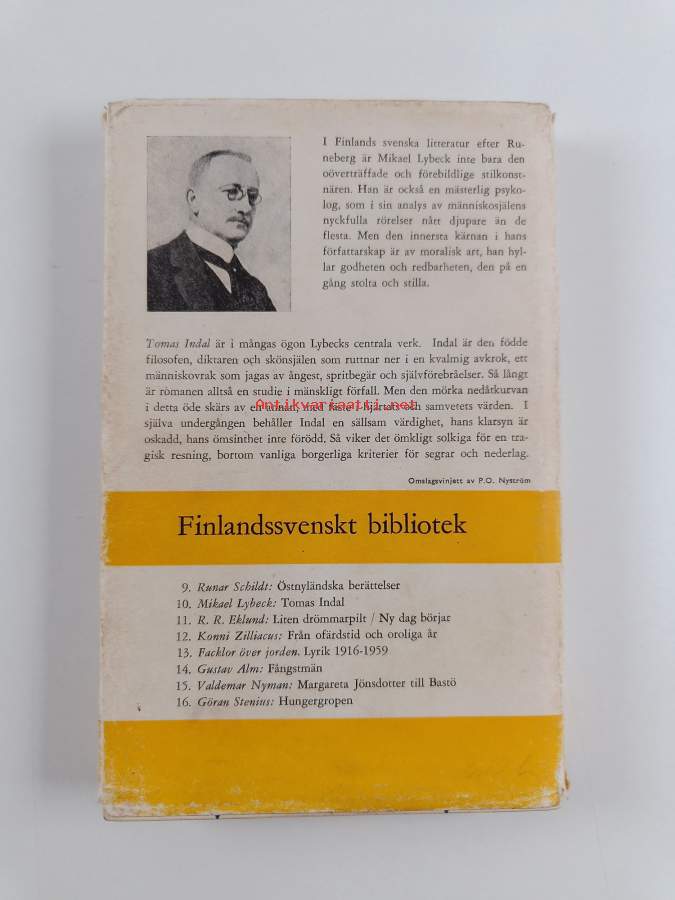 I Finlands svenska litteratur efter Ru-
neberg är Mikael Lybeck inte bara den
oöverträffade och förebildlige stilkonst-
nären. Han är också en mästerlig psyko-
log, som i sin analys av människosjälens
nyckfulla rörelser nått djupare än de
flesta. Men den innersta kärnan i hans
författarskap är av moralisk art, han hyl-
lar godheten och redbarheten, den på en
gång stolta och stilla.
Tomas Indal är i mångas ögon Lybecks centrala verk. Indal är den födde
filosofen, diktaren och skönsjälen som ruttnar ner i en kvalmig avkrok, ett
människovrak som jagas av ångest, spritbegär och självförebråelser. Så långt
är romanen alltså en studie i mänskligt förfall. Men den mörka nedåtkurvan
i detta öde skärs av en annan, med fäste i hjärtats och samvetets värden. I
själva undergången behåller Indal en sällsam värdighet, hans klarsyn är
oskadd, hans ömsinthet inte förödd. Så viker det ömkligt solkiga för en tra-
gisk resning, bortom vanliga borgerliga kriterier för segrar och nederlag.
Antikvariaatti.net
Omslagsvinjett av P.O. Nyström
Finlandssvenskt bibliotek
9. Runar Schildt: Östnyländska berättelser
10. Mikael Lybeck: Tomas Indal
11. R. R. Eklund: Liten drömmarpilt / Ny dag börjar
12. Konni Zilliacus: Från ofärdstid och oroliga år
13. Facklor över jorden. Lyrik 1916-1959
14. Gustav Alm: Fångstmän
15. Valdemar Nyman: Margareta Jönsdotter till Bastö
16. Göran Stenius: Hungergropen